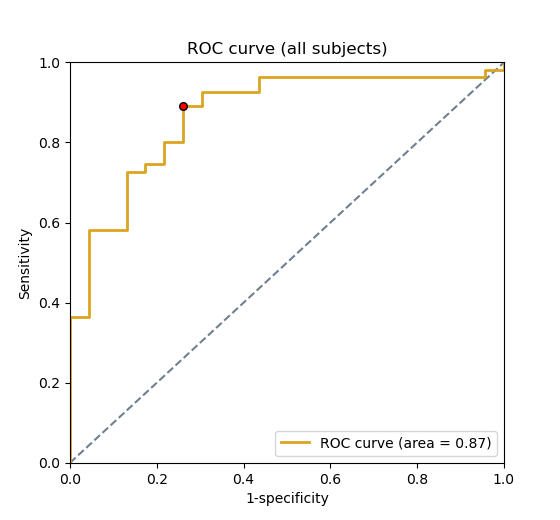 ROC curve (all subjects)
1.0
0.8
0.6
0.4
0.2
0.0
Sensitivity
ROC curve (area = 0.87)
0.0 0.2 0.4 0.6 0.8 1.0
1-specificity